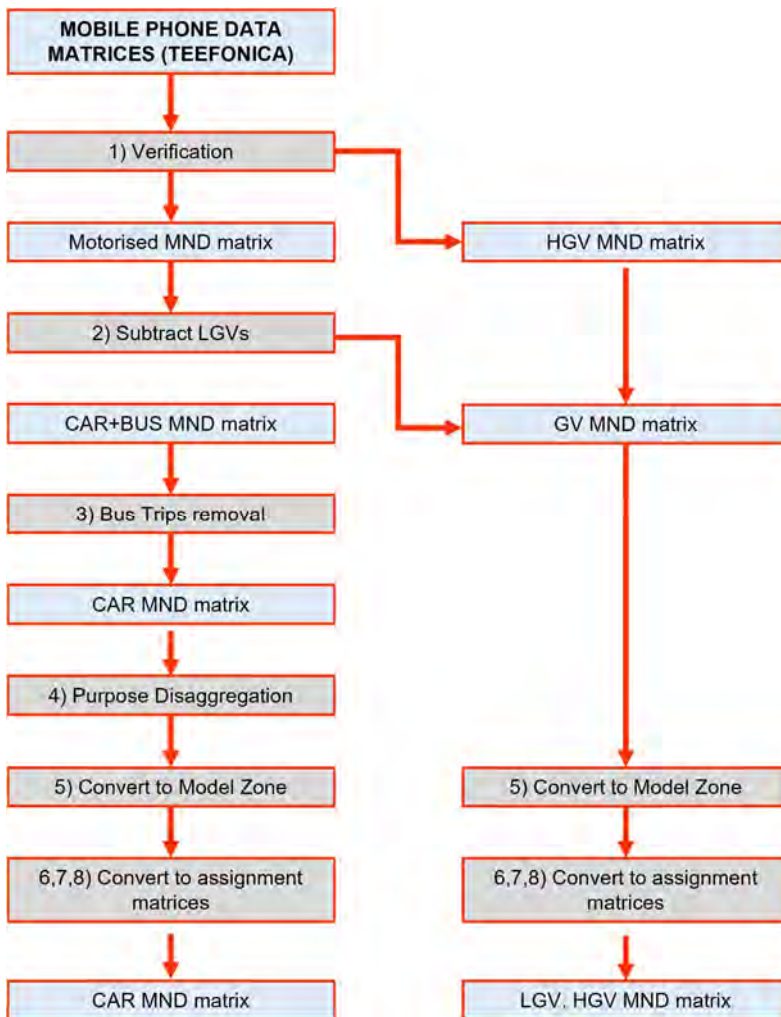 MOBILE PHONE DATA
MATRICES (TEEFONICA)
1) Verification
Motorised MND matrix
HGV MND matrix
2) Subtract LGVs
CAR+BUS MND matrix
GV MND matrix
3) Bus Trips removal
CAR MND matrix
4) Purpose Disaggregation
5) Convert to Model Zone
5) Convert to Model Zone
6,7,8) Convert to assignment
matrices
6,7,8) Convert to assignment
matrices
CAR MND matrix
LGV. HGV MND matrix